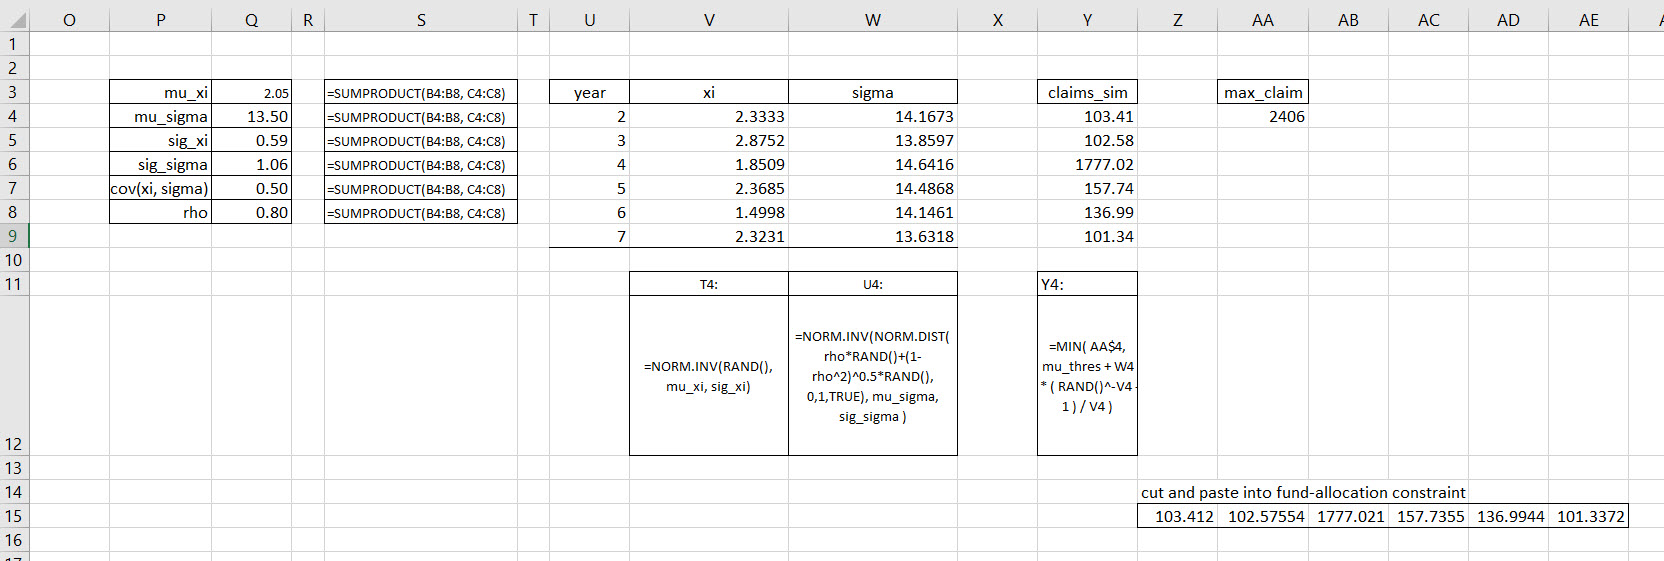 O P Q R S T U V W X Y Z AA AB AC AD AE
1
2
3 mu_xi 2.05 =SUMPRODUCT(B4:B8, C4:C8) year xi sigma claims_sim max_claim
4 mu_sigma 13.50 =SUMPRODUCT(B4:B8, C4:C8) 2 2.3333 14.1673 103.41 2406
5 sig_xi 0.59 =SUMPRODUCT(B4:B8, C4:C8) 3 2.8752 13.8597 102.58
6 sig_sigma 1.06 =SUMPRODUCT(B4:B8, C4:C8) 4 1.8509 14.6416 1777.02
7 cov(xi, sigma) 0.50 =SUMPRODUCT(B4:B8, C4:C8) 5 2.3685 14.4868 157.74
8 rho 0.80 =SUMPRODUCT(B4:B8, C4:C8) 6 1.4998 14.1461 136.99
9 7 2.3231 13.6318 101.34
10
11 T4: U4: Y4:
=NORM.INV(RAND(),
mu_xi, sig_xi)
=NORM.INV(NORM.DIST(
rho*RAND()+(1-
rho^2)^0.5*RAND(),
0,1,TRUE), mu_sigma,
sig_sigma )
=MIN( AA$4,
mu_thres + W4
* ( RAND()^-V4 -
1 ) / V4 )
12
13
14 cut and paste into fund-allocation constraint
15 103.412 102.57554 1777.021 157.7355 136.9944 101.3372
16